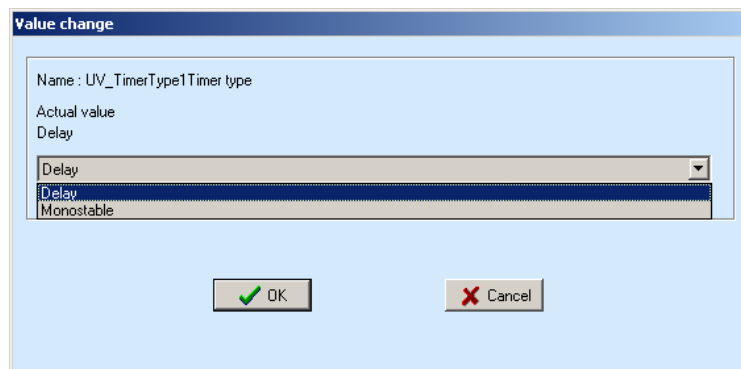 Value change
Name : UV_TimerType1Timer type
Actual value
Delay
Delay
Delay
Monostable
OK
Cancel